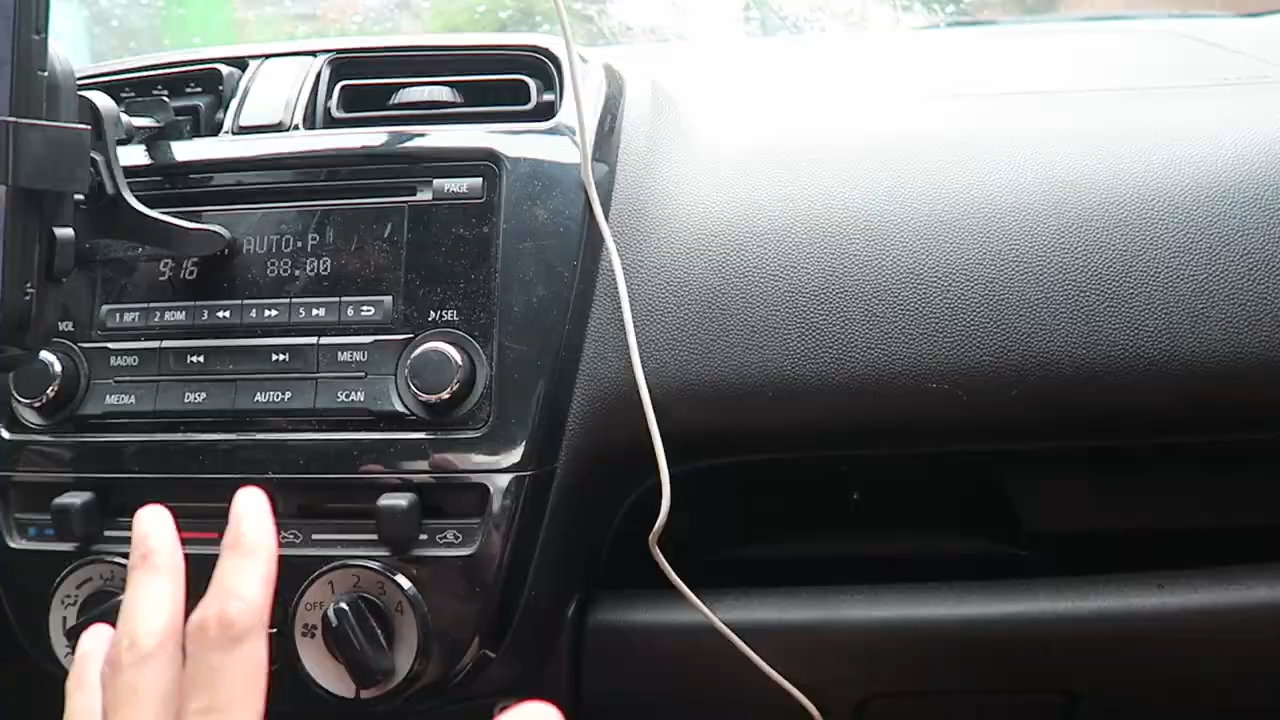 PAGE
AUTO-P
9:16 88.00
1 RPT 2 RDM 3 4 5 6
VOL
♪/SEL
RADIO MENU
MEDIA DISP AUTO-P SCAN
OFF 1 2 3 4